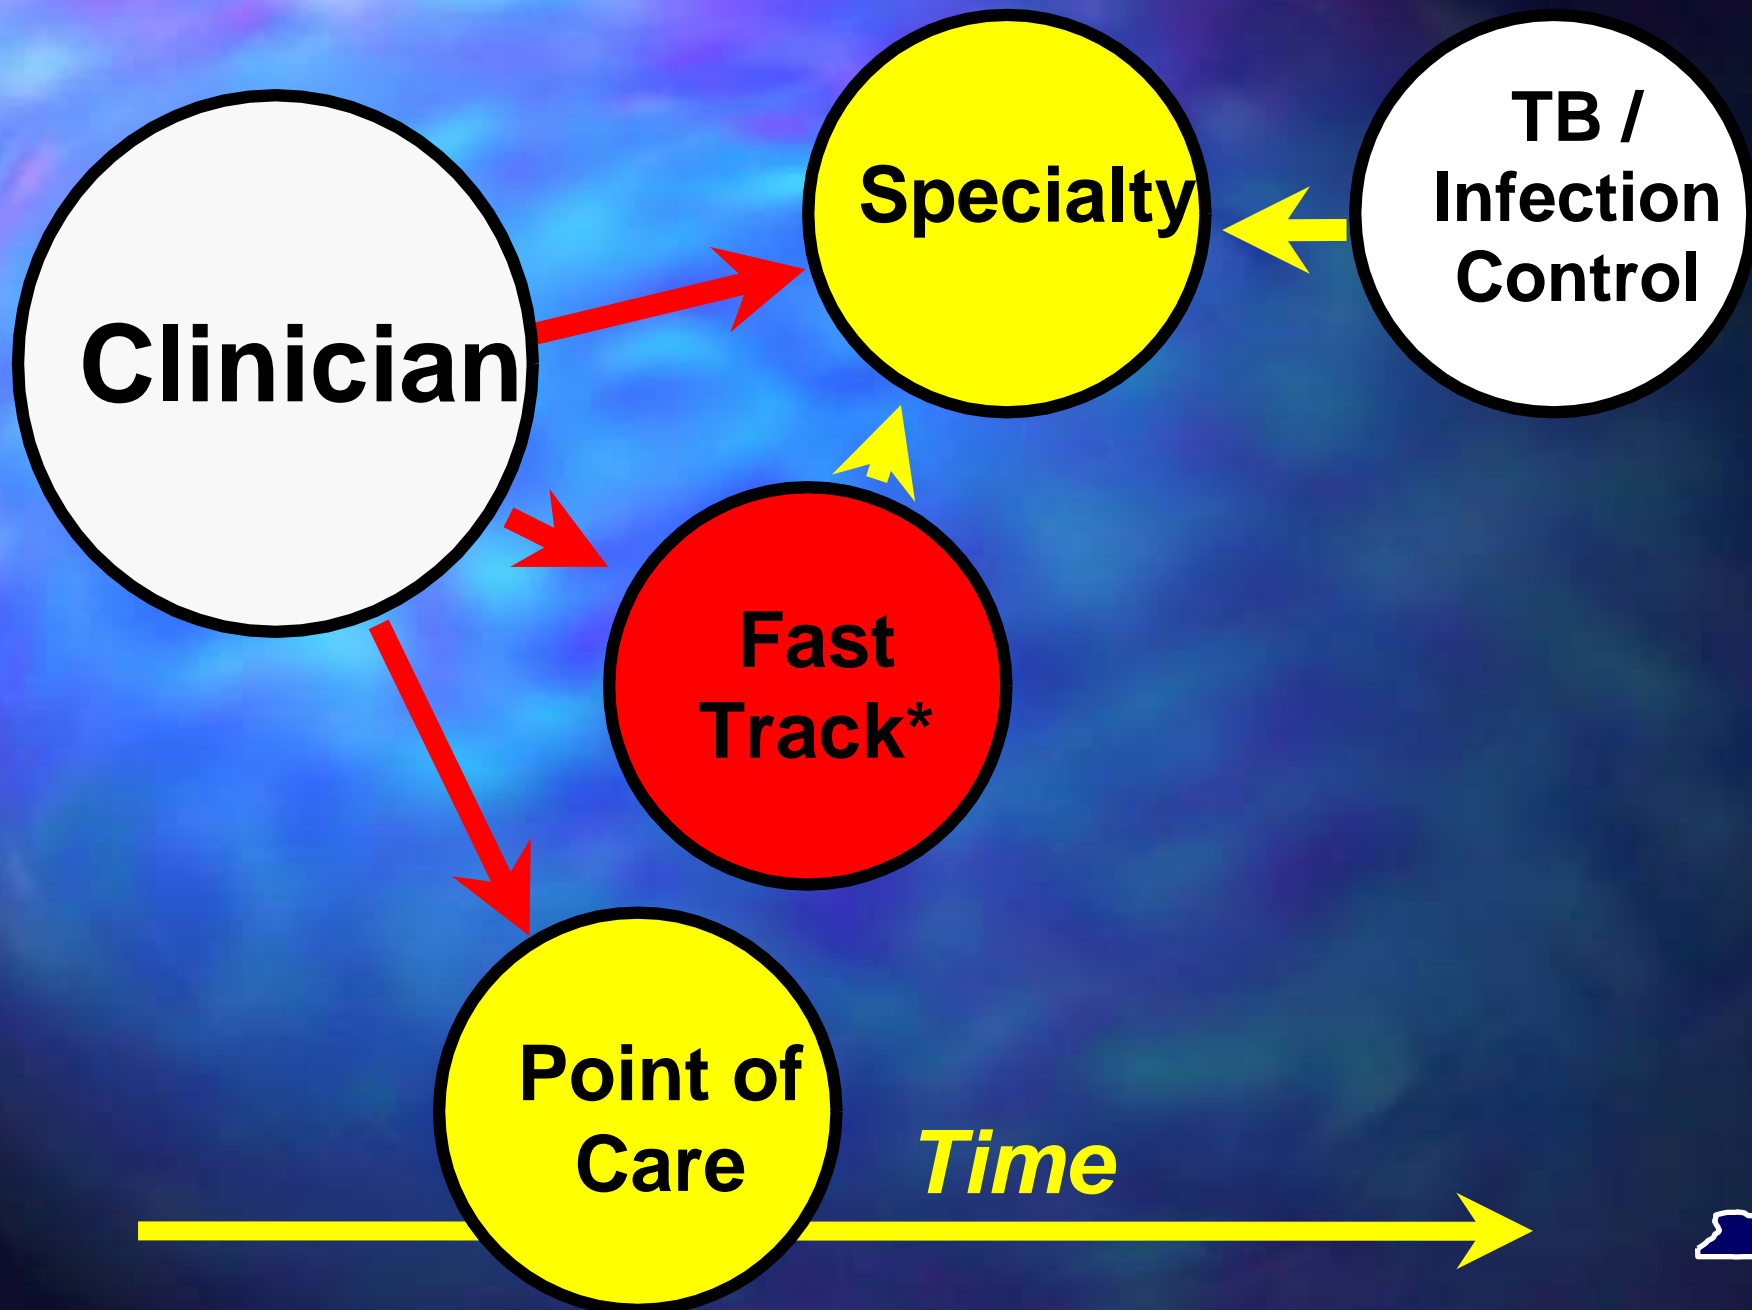 Clinician
Specialty
TB /
Infection
Control
Fast
Track*
Point of
Care
Time